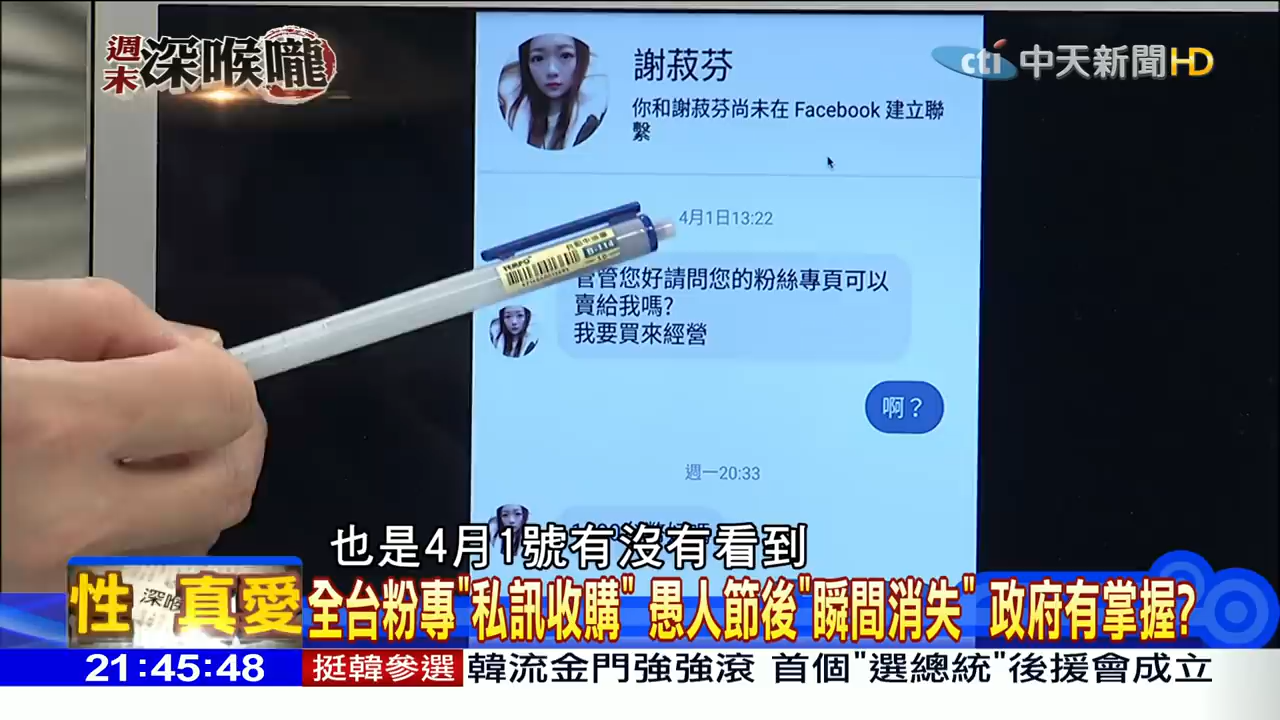 週末
深喉嚨
cti 中天新聞HD
謝菽芬
你和謝菽芬尚未在 Facebook 建立聯
繫
4月1日13:22
TEMPO
B-114
管管您好請問您的粉絲專頁可以
賣給我嗎?
我要買來經營
啊?
週一20:33
也是4月1號有沒有看到
性 真愛
全台粉專"私訊收購" 愚人節後"瞬間消失" 政府有掌握?
21:45:48
挺韓參選
韓流金門強強滾 首個"選總統"後援會成立